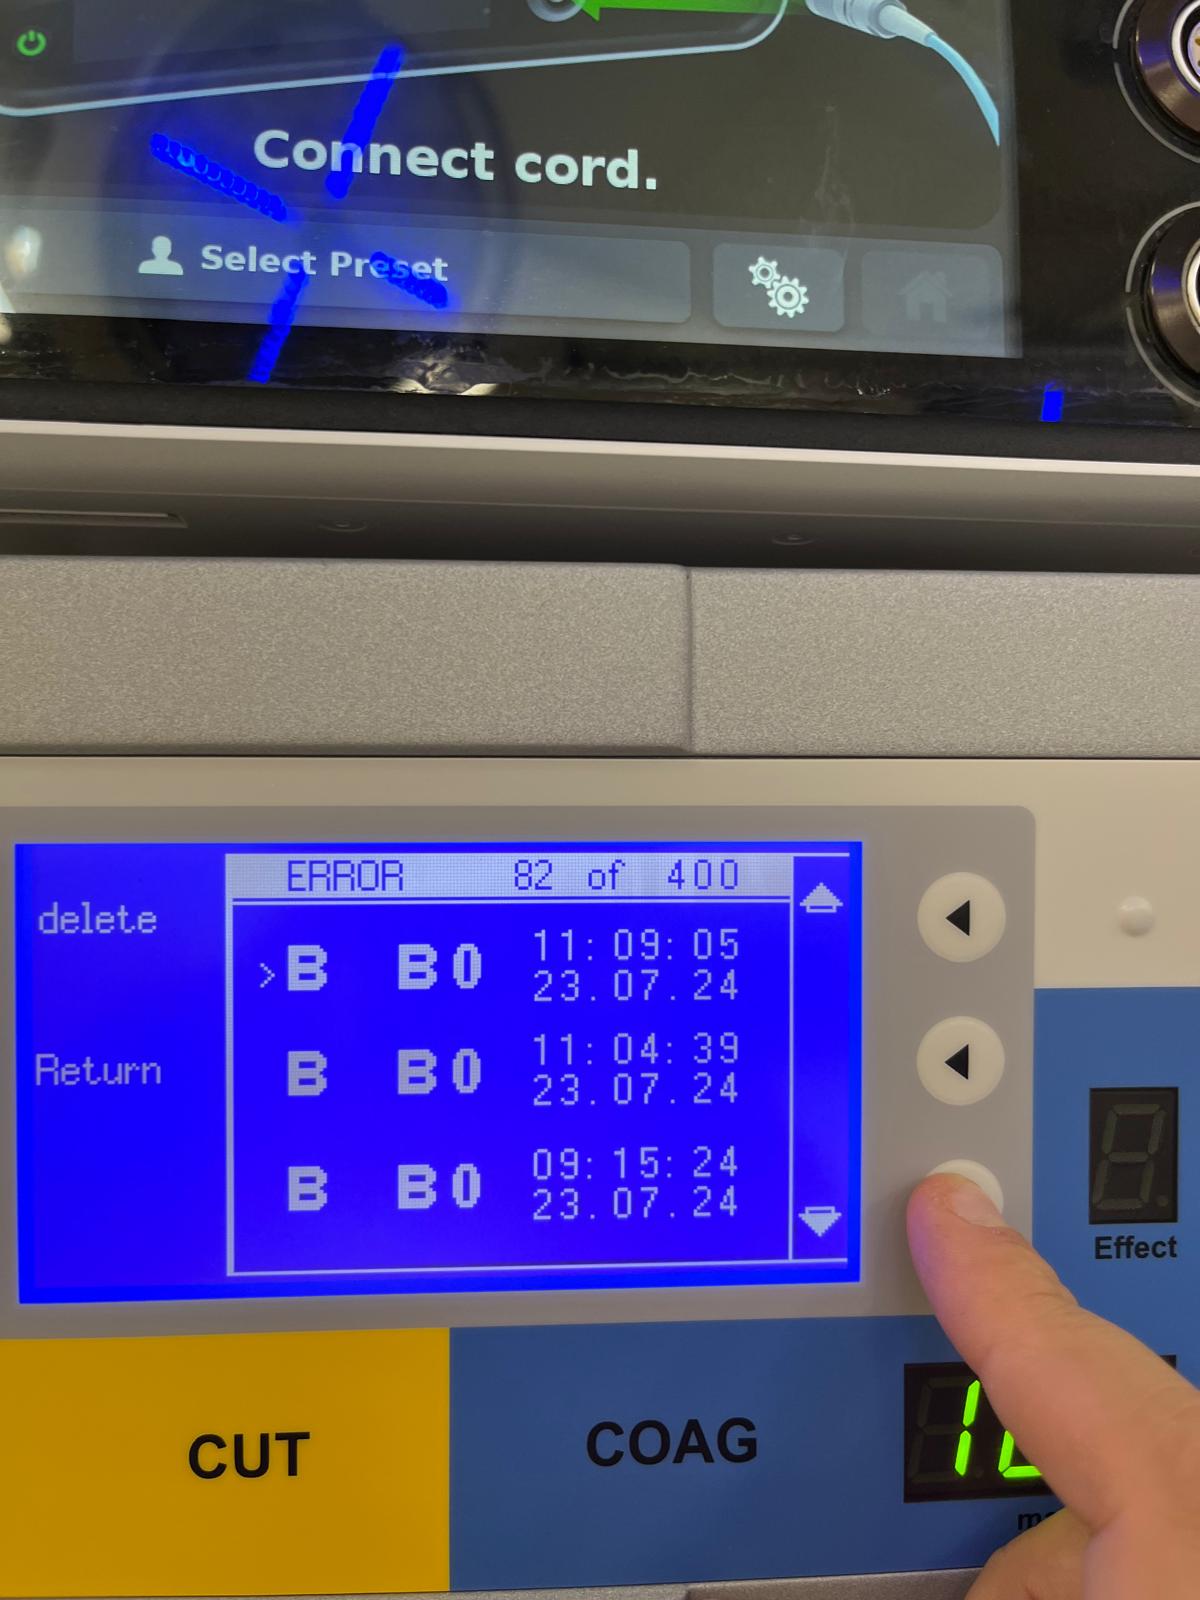 Connect cord.
Select Preset
ERROR 82 of 400
delete
> B B0 11:09:05
23.07.24
Return
B B0 11:04:39
23.07.24
B B0 09:15:24
23.07.24
Effect
CUT
COAG